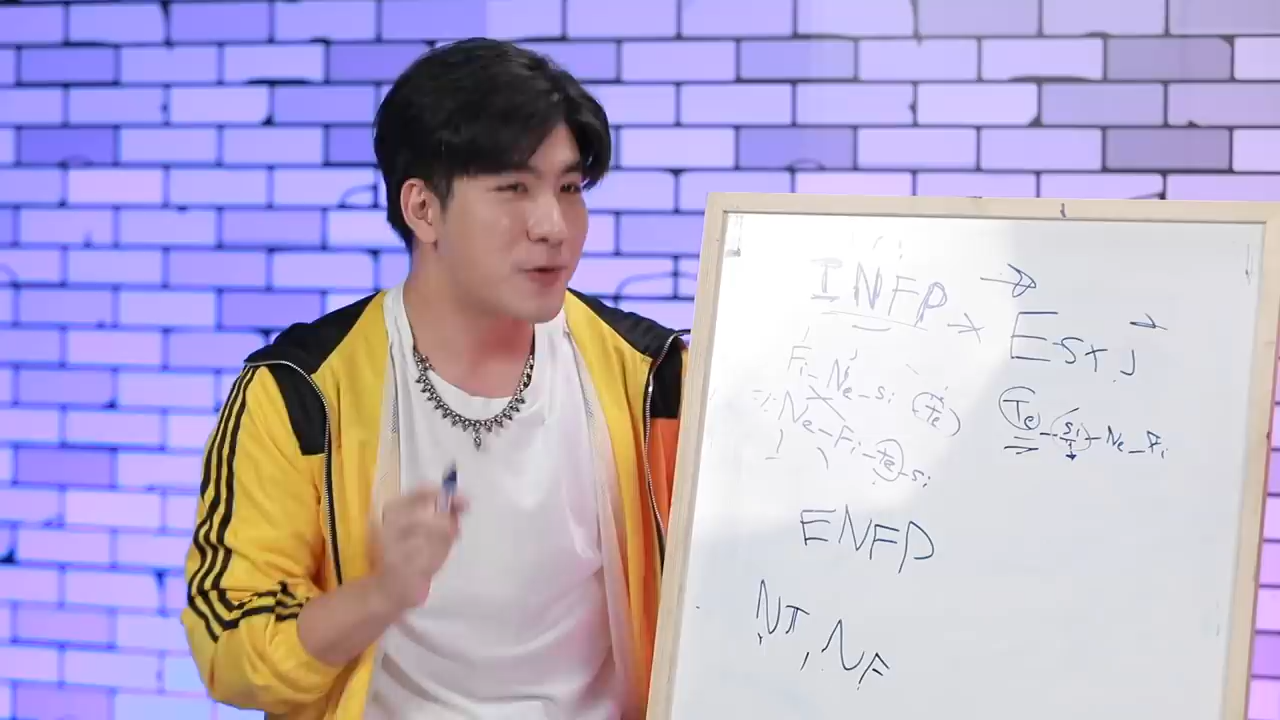 INFP →
→ Estj
Fi-Ne-Si (Te)
Ne-Fi-te-si
Te-si-Ne-Fi
ENFP
NT, NF